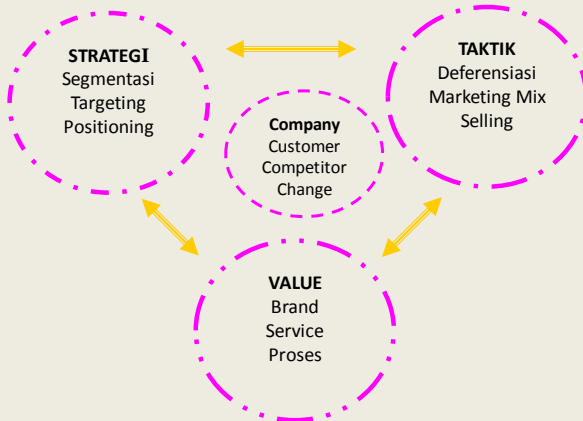 STRATEGI
Segmentasi
Targeting
Positioning
TAKTIK
Deferensiasi
Marketing Mix
Selling
Company
Customer
Competitor
Change
VALUE
Brand
Service
Proses